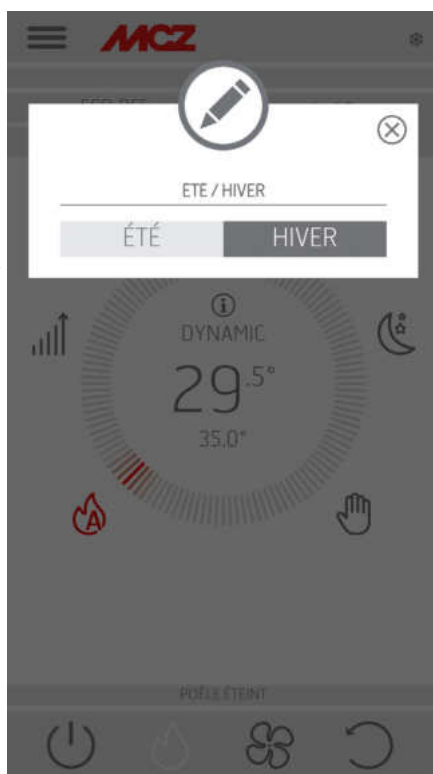 MCZ
ETE / HIVER
ÉTÉ HIVER
DYNAMIC
29.5°
35.0°
A
POÊLE ÉTEINT